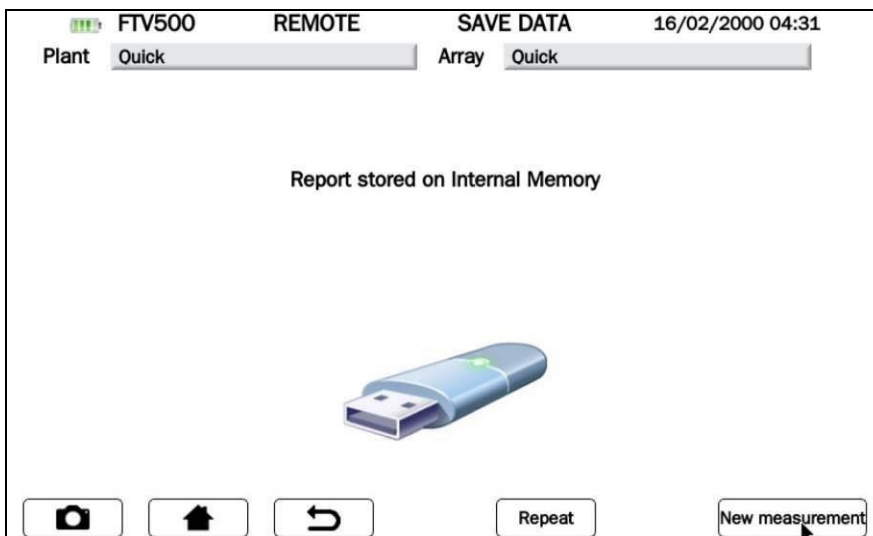 FTV500 REMOTE SAVE DATA 16/02/2000 04:31
Plant Quick Array Quick
Report stored on Internal Memory
Repeat New measurement